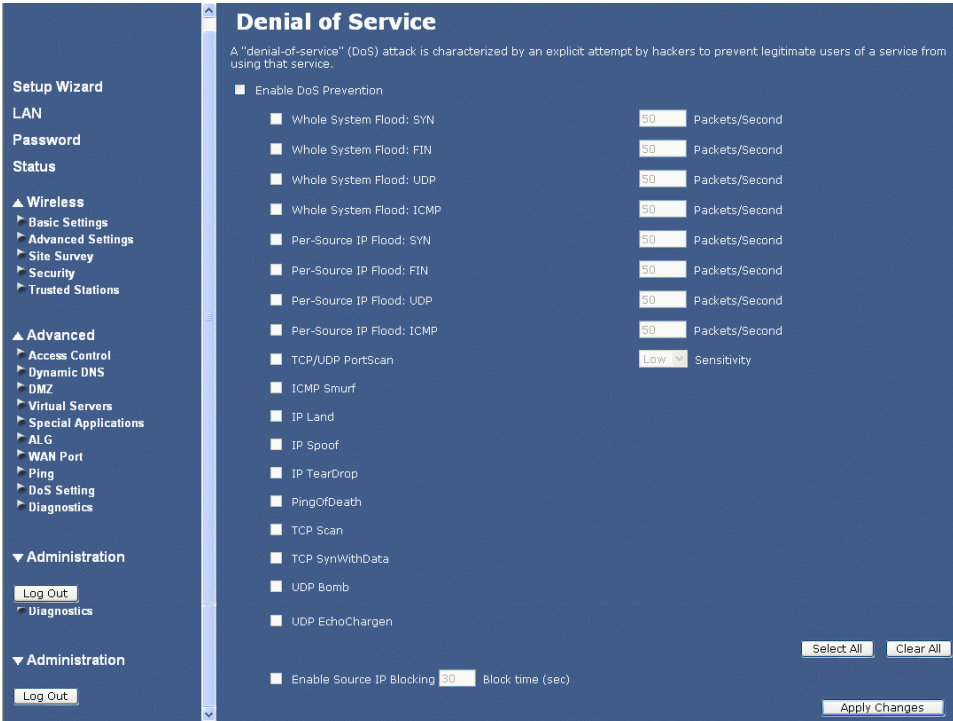 Setup Wizard
LAN
Password
Status
Wireless
Basic Settings
Advanced Settings
Site Survey
Security
Trusted Stations
Advanced
Access Control
Dynamic DNS
DMZ
Virtual Servers
Special Applications
ALG
WAN Port
Ping
DoS Setting
Diagnostics
Administration
Log Out
Diagnostics
Administration
Log Out
Denial of Service
A "denial-of-service" (DoS) attack is characterized by an explicit attempt by hackers to prevent legitimate users of a service from
using that service.
Enable DoS Prevention
Whole System Flood: SYN 50 Packets/Second
Whole System Flood: FIN 50 Packets/Second
Whole System Flood: UDP 50 Packets/Second
Whole System Flood: ICMP 50 Packets/Second
Per-Source IP Flood: SYN 50 Packets/Second
Per-Source IP Flood: FIN 50 Packets/Second
Per-Source IP Flood: UDP 50 Packets/Second
Per-Source IP Flood: ICMP 50 Packets/Second
TCP/UDP PortScan Low Sensitivity
ICMP Smurf
IP Land
IP Spoof
IP TearDrop
PingOfDeath
TCP Scan
TCP SynWithData
UDP Bomb
UDP EchoChargen
Select All Clear All
Enable Source IP Blocking 30 Block time (sec)
Apply Changes